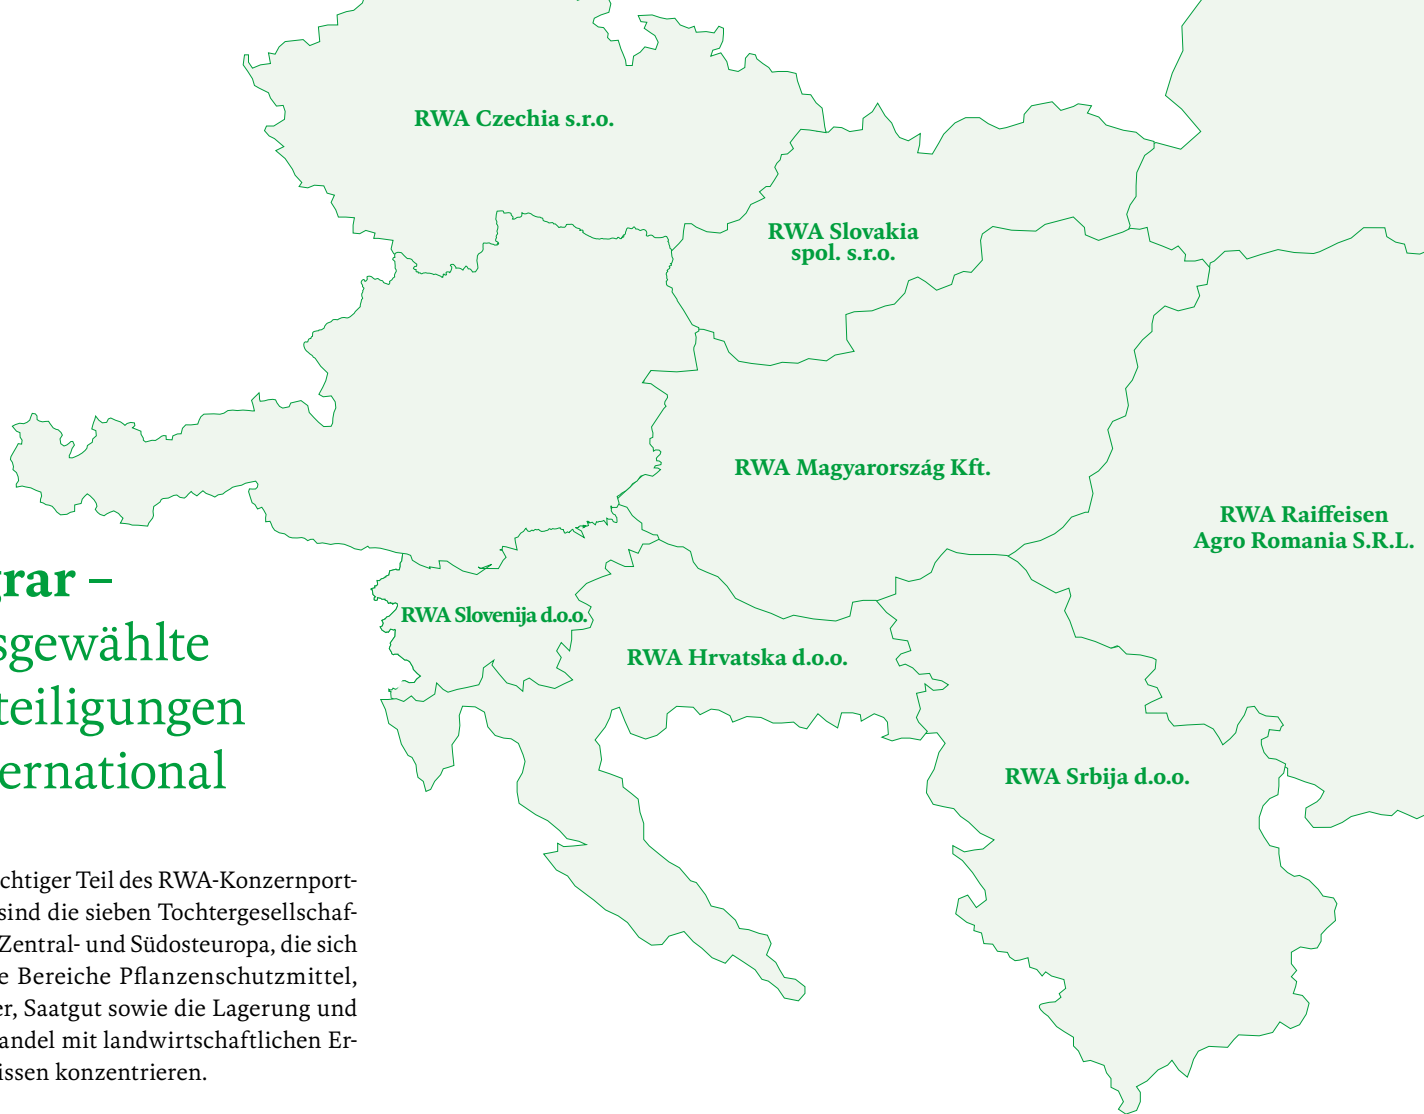 RWA Czechia s.r.o.
RWA Slovakia
spol. s.r.o.
RWA Magyarország Kft.
RWA Raiffeisen
Agro Romania S.R.L.
RWA Slovenija d.o.o.
RWA Hrvatska d.o.o.
RWA Srbija d.o.o.
grar –
sgewählte
teiligungen
ernational
chtiger Teil des RWA-Konzernport-
sind die sieben Tochtergesellschaf-
Zentral- und Südosteuropa, die sich
e Bereiche Pflanzenschutzmittel,
er, Saatgut sowie die Lagerung und
andel mit landwirtschaftlichen Er-
issen konzentrieren.